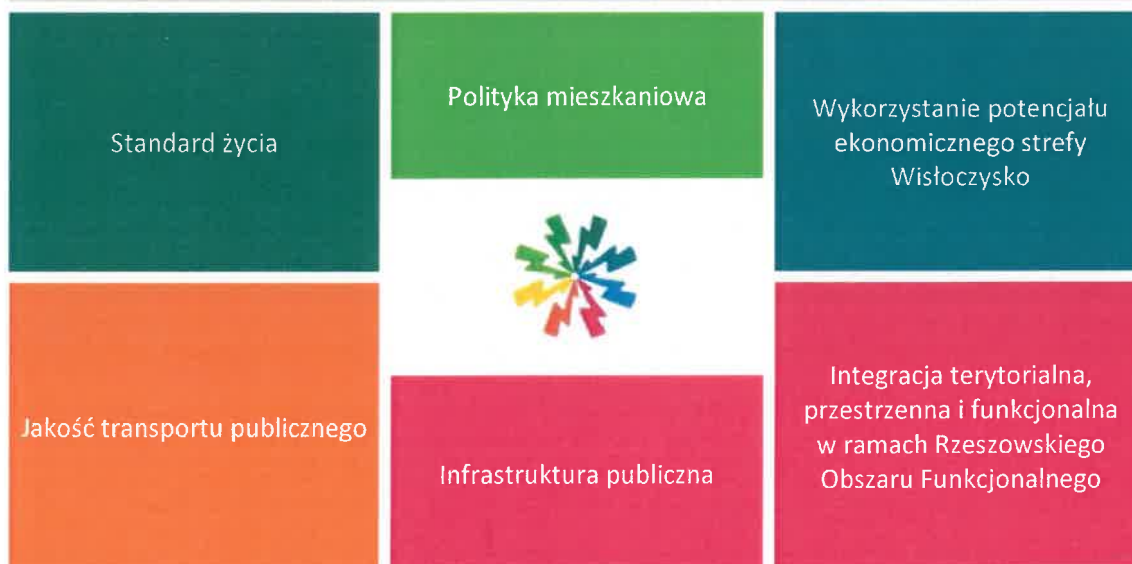 Standard życia
Polityka mieszkaniowa
Wykorzystanie potencjału
ekonomicznego strefy
Wisłoczysko
Jakość transportu publicznego
Infrastruktura publiczna
Integracja terytorialna,
przestrzenna i funkcjonalna
w ramach Rzeszowskiego
Obszaru Funkcjonalnego